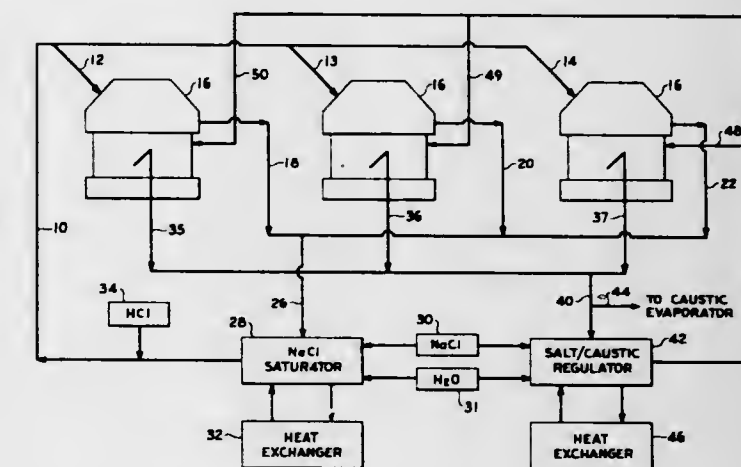 12
16
50
13
16
49
14
16
48
18
20
22
10
35
36
37
34
HCl
26
40
44
TO CAUSTIC
EVAPORATOR
28
30
42
NaCl
SATURATOR
NaCl
SALT/CAUSTIC
REGULATOR
H2O
31
32
HEAT
EXCHANGER
HEAT
EXCHANGER
46